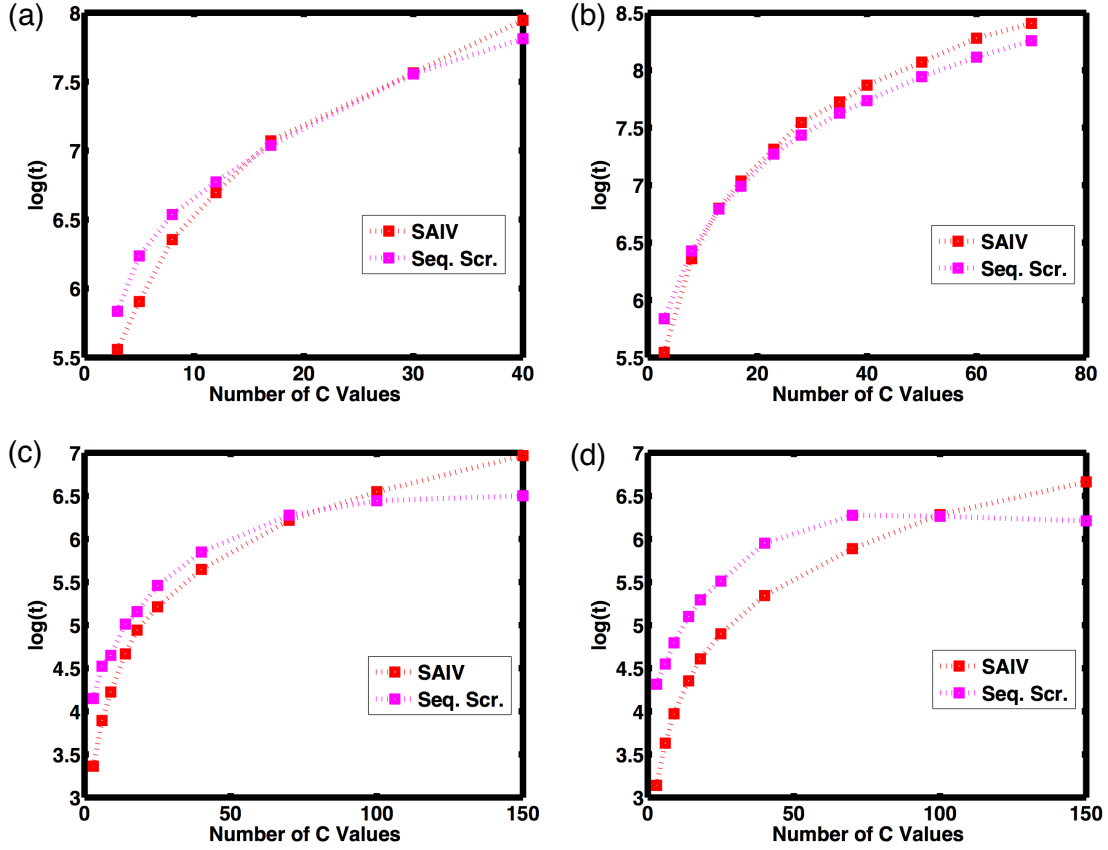 (a)
8
7.5
7
6.5
6
5.5
log(t)
SAIV
Seq. Scr.
0 10 20 30 40
Number of C Values
(b)
8.5
8
7.5
7
6.5
6
5.5
log(t)
SAIV
Seq. Scr.
0 20 40 60 80
Number of C Values
(c)
7
6.5
6
5.5
5
4.5
4
3.5
3
log(t)
SAIV
Seq. Scr.
0 50 100 150
Number of C Values
(d)
7
6.5
6
5.5
5
4.5
4
3.5
3
log(t)
SAIV
Seq. Scr.
0 50 100 150
Number of C Values